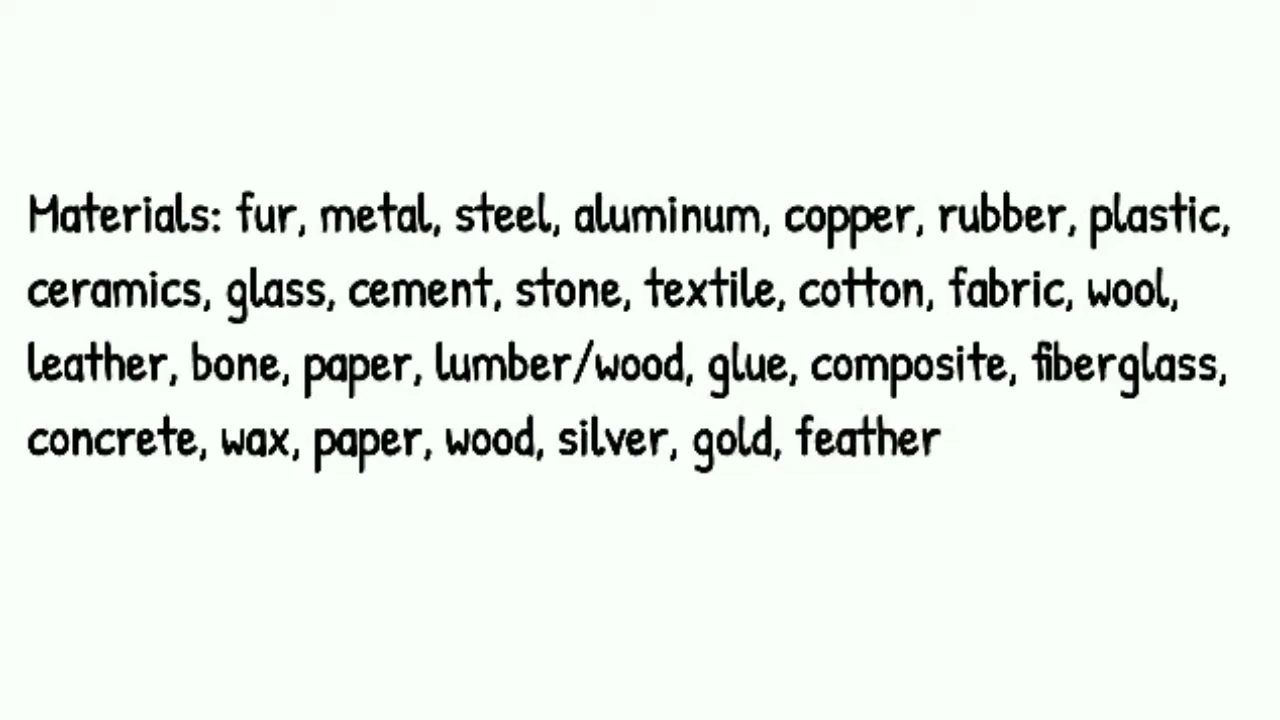 Materials: fur, metal, steel, aluminum, copper, rubber, plastic,
ceramics, glass, cement, stone, textile, cotton, fabric, wool,
leather, bone, paper, lumber/wood, glue, composite, fiberglass,
concrete, wax, paper, wood, silver, gold, feather